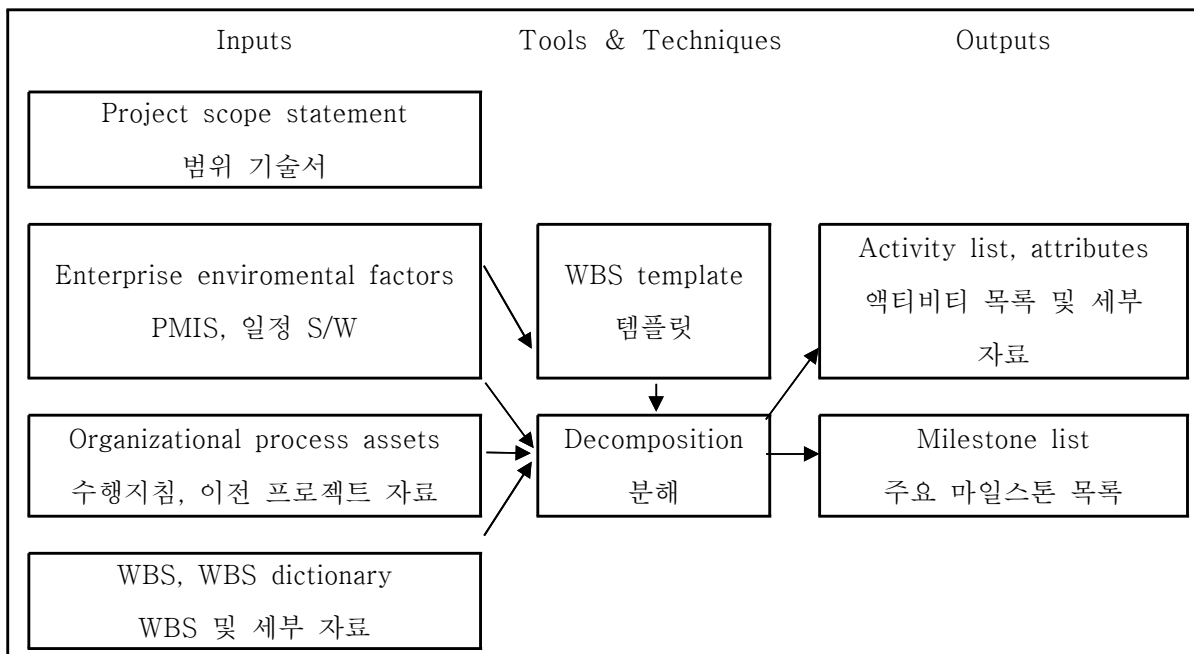 Inputs
Tools & Techniques
Outputs
Project scope statement
범위 기술서
Enterprise enviromental factors
PMIS, 일정 S/W
WBS template
템플릿
Activity list, attributes
액티비티 목록 및 세부
자료
Organizational process assets
수행지침, 이전 프로젝트 자료
Decomposition
분해
Milestone list
주요 마일스톤 목록
WBS, WBS dictionary
WBS 및 세부 자료